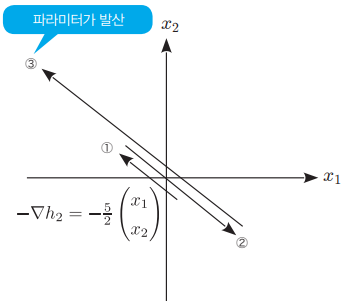 파라미터가 발산
x₂
③
①
x₁
−∇h₂ = −5/2 (x₁ x₂)
②